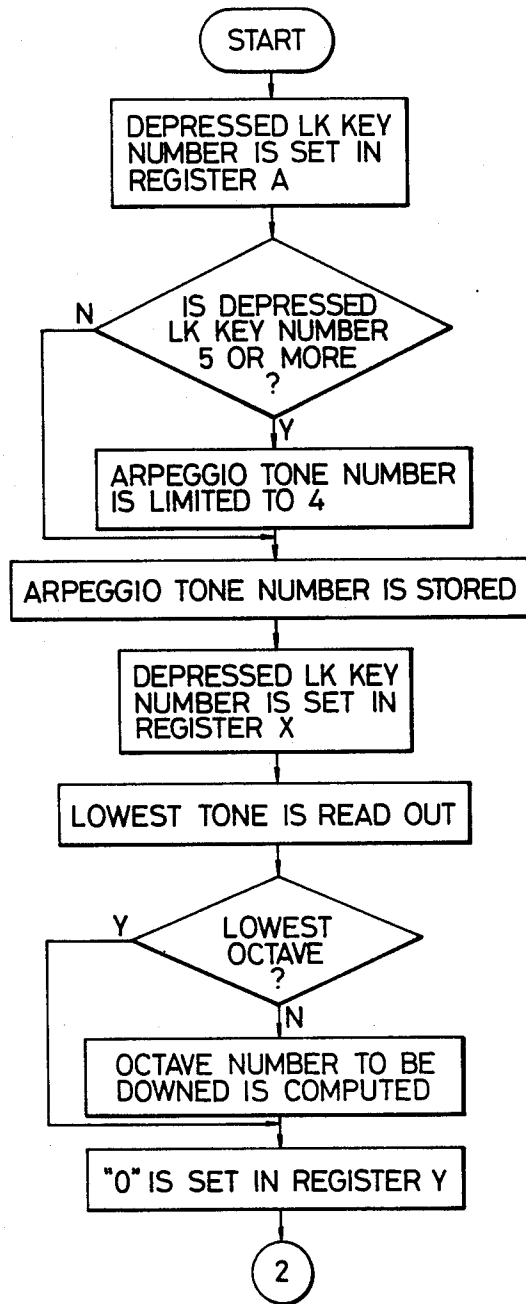 START
DEPRESSED LK KEY
NUMBER IS SET IN
REGISTER A
IS DEPRESSED
N
LK KEY NUMBER
5 OR MORE
?
Y
ARPEGGIO TONE NUMBER
IS LIMITED TO 4
ARPEGGIO TONE NUMBER IS STORED
DEPRESSED LK KEY
NUMBER IS SET IN
REGISTER X
LOWEST TONE IS READ OUT
Y
LOWEST
OCTAVE
?
N
OCTAVE NUMBER TO BE
DOWNED IS COMPUTED
"0" IS SET IN REGISTER Y
2